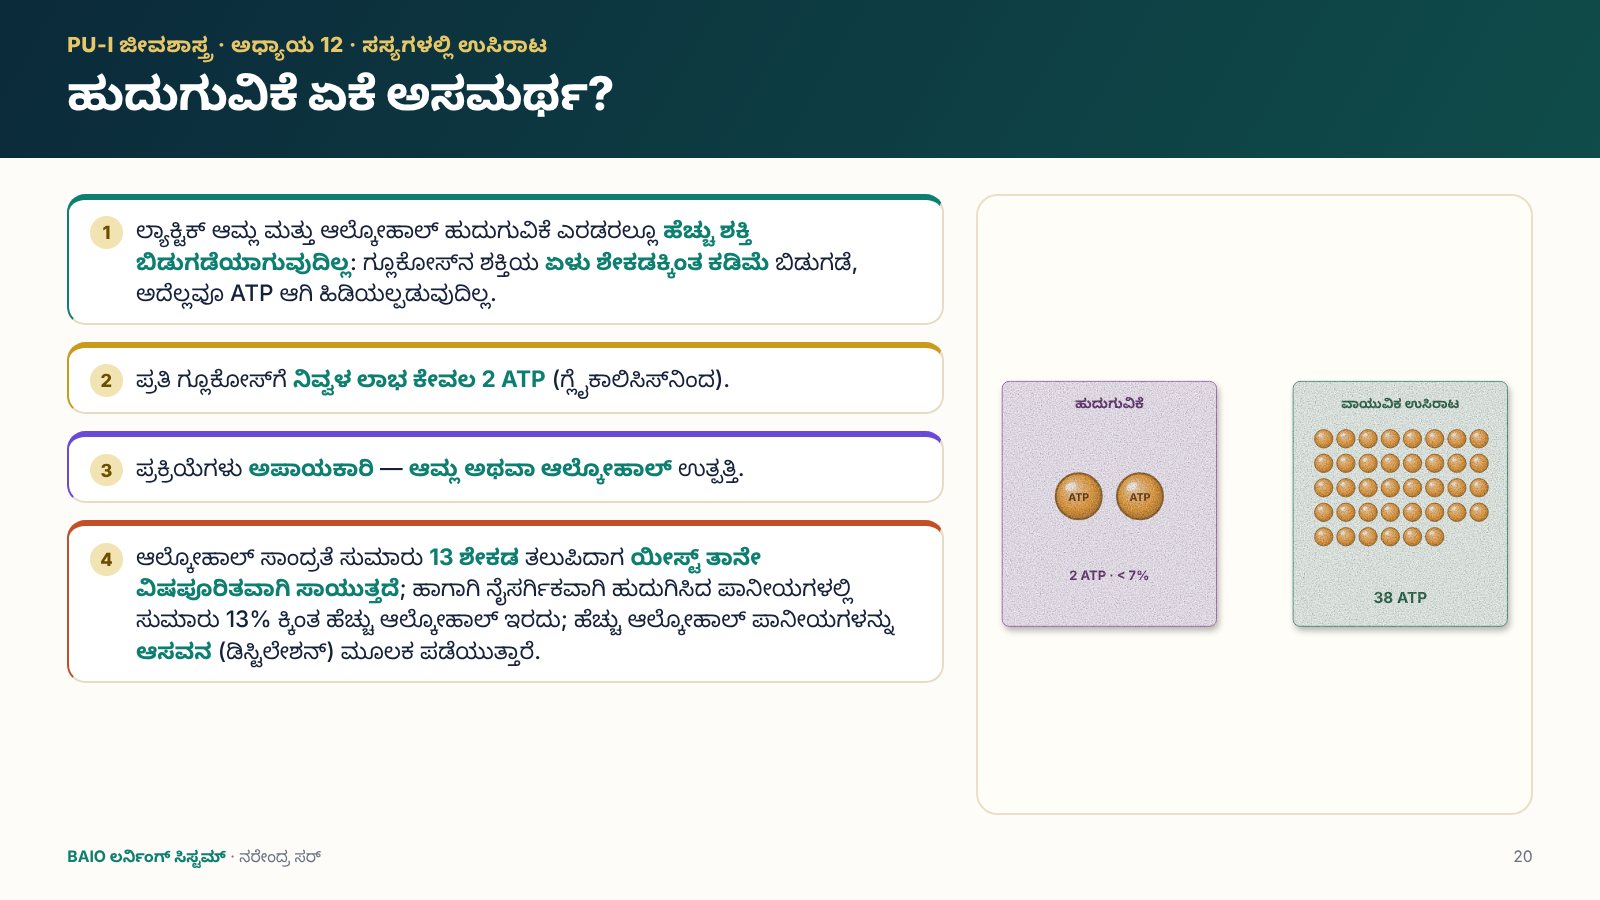 PU-I ಜೀವಶಾಸ್ತ್ರ · ಅಧ್ಯಾಯ 12 · ಸಸ್ಯಗಳಲ್ಲಿ ಉಸಿರಾಟ
ಹುದುಗುವಿಕೆ ಏಕೆ ಅಸಮರ್ಥ?
1 ಲ್ಯಾಕ್ಟಿಕ್ ಆಮ್ಲ ಮತ್ತು ಆಲ್ಕೋಹಾಲ್ ಹುದುಗುವಿಕೆ ಎರಡರಲ್ಲೂ ಹೆಚ್ಚು ಶಕ್ತಿ
ಬಿಡುಗಡೆಯಾಗುವುದಿಲ್ಲ: ಗ್ಲೂಕೋಸ್‌ನ ಶಕ್ತಿಯ ಏಳು ಶೇಕಡಕ್ಕಿಂತ ಕಡಿಮೆ ಬಿಡುಗಡೆ,
ಅದೆಲ್ಲವೂ ATP ಆಗಿ ಹಿಡಿಯಲ್ಪಡುವುದಿಲ್ಲ.
2 ಪ್ರತಿ ಗ್ಲೂಕೋಸ್‌ಗೆ ನಿವ್ವಳ ಲಾಭ ಕೇವಲ 2 ATP (ಗ್ಲೈಕಾಲಿಸಿಸ್‌ನಿಂದ).
3 ಪ್ರಕ್ರಿಯೆಗಳು ಅಪಾಯಕಾರಿ — ಆಮ್ಲ ಅಥವಾ ಆಲ್ಕೋಹಾಲ್ ಉತ್ಪತ್ತಿ.
4 ಆಲ್ಕೋಹಾಲ್ ಸಾಂದ್ರತೆ ಸುಮಾರು 13 ಶೇಕಡ ತಲುಪಿದಾಗ ಯೀಸ್ಟ್ ತಾನೇ
ವಿಷಪೂರಿತವಾಗಿ ಸಾಯುತ್ತದೆ; ಹಾಗಾಗಿ ನೈಸರ್ಗಿಕವಾಗಿ ಹುದುಗಿಸಿದ ಪಾನೀಯಗಳಲ್ಲಿ
ಸುಮಾರು 13% ಕ್ಕಿಂತ ಹೆಚ್ಚು ಆಲ್ಕೋಹಾಲ್ ಇರದು; ಹೆಚ್ಚು ಆಲ್ಕೋಹಾಲ್ ಪಾನೀಯಗಳನ್ನು
ಆಸವನ (ಡಿಸ್ಟಿಲೇಶನ್) ಮೂಲಕ ಪಡೆಯುತ್ತಾರೆ.
ಹುದುಗುವಿಕೆ
ATP ATP
2 ATP · < 7%
ವಾಯುವಿಕ ಉಸಿರಾಟ
38 ATP
BAIO ಲರ್ನಿಂಗ್ ಸಿಸ್ಟಮ್ · ನರೇಂದ್ರ ಸರ್
20